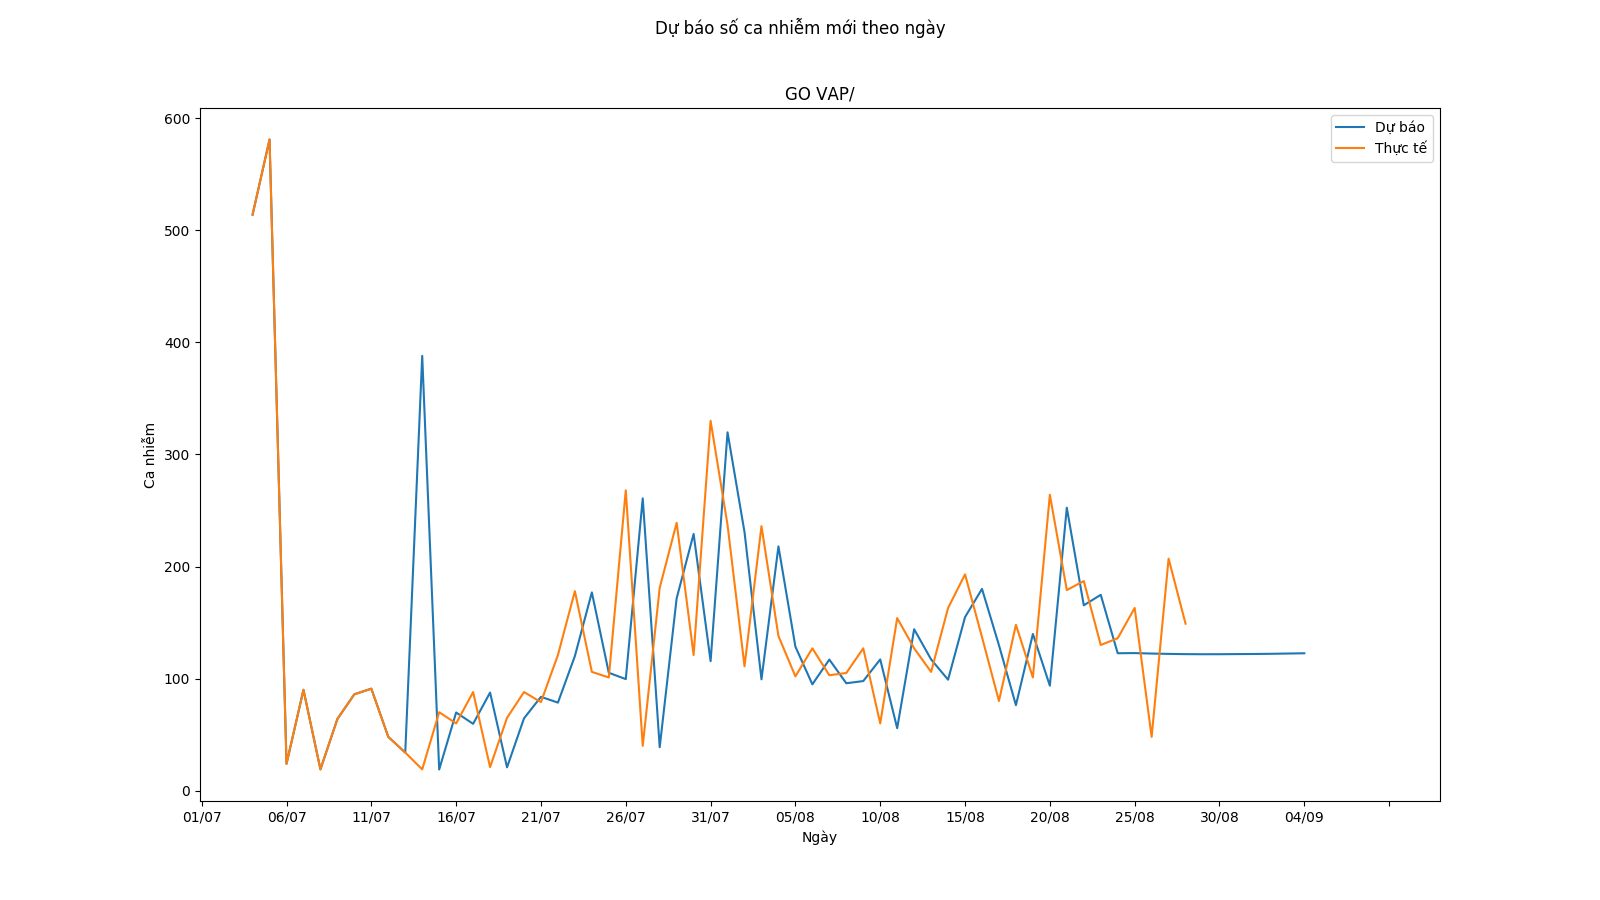 Dự báo số ca nhiễm mới theo ngày
GO VAP/
Dự báo
Thực tế
600
500
400
300
200
100
0
Ca nhiễm
01/07 06/07 11/07 16/07 21/07 26/07 31/07 05/08 10/08 15/08 20/08 25/08 30/08 04/09
Ngày